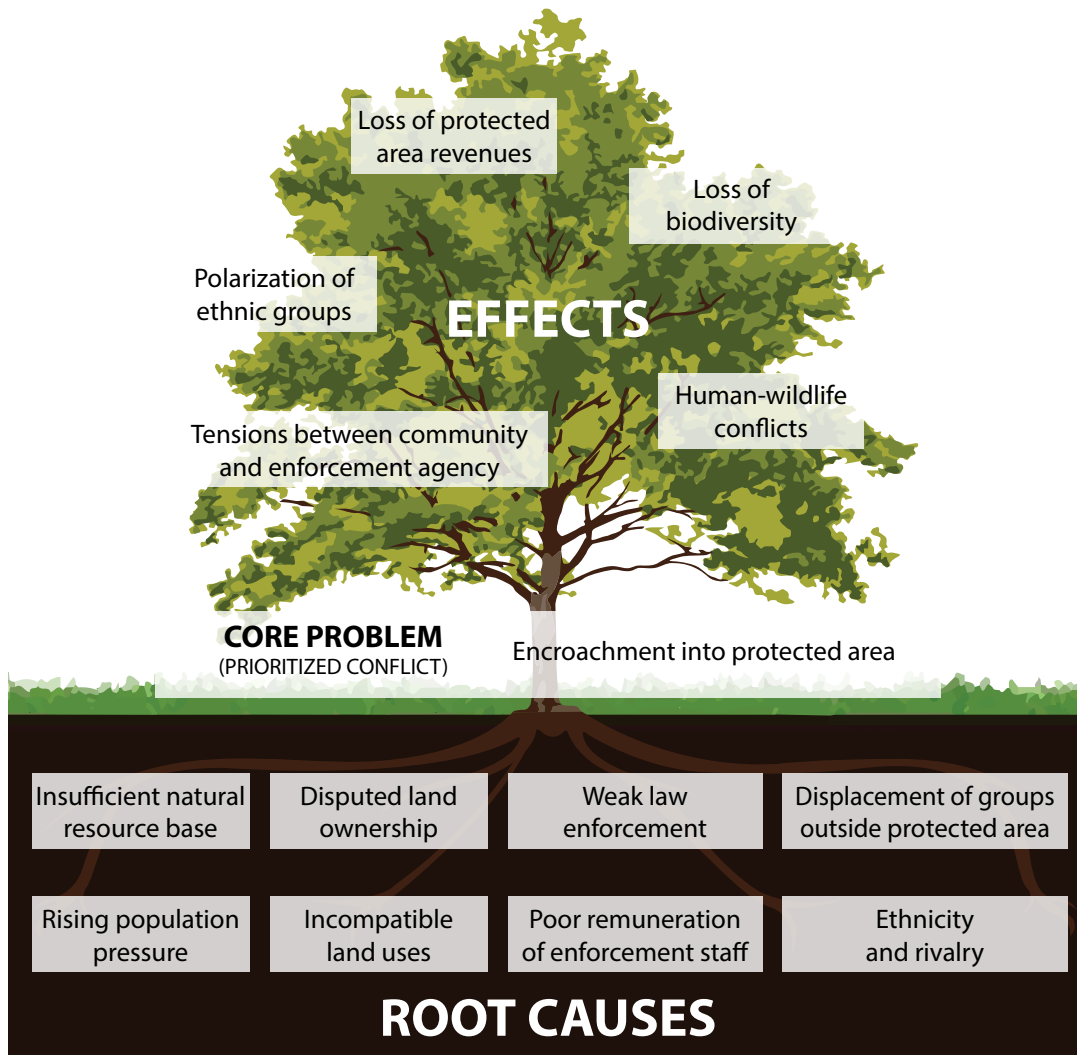 Loss of protected
area revenues
Loss of
biodiversity
Polarization of
ethnic groups
EFFECTS
Human-wildlife
conflicts
Tensions between community
and enforcement agency
CORE PROBLEM
(PRIORITIZED CONFLICT)
Encroachment into protected area
Insufficient natural
resource base
Disputed land
ownership
Weak law
enforcement
Displacement of groups
outside protected area
Rising population
pressure
Incompatible
land uses
Poor remuneration
of enforcement staff
Ethnicity
and rivalry
ROOT CAUSES